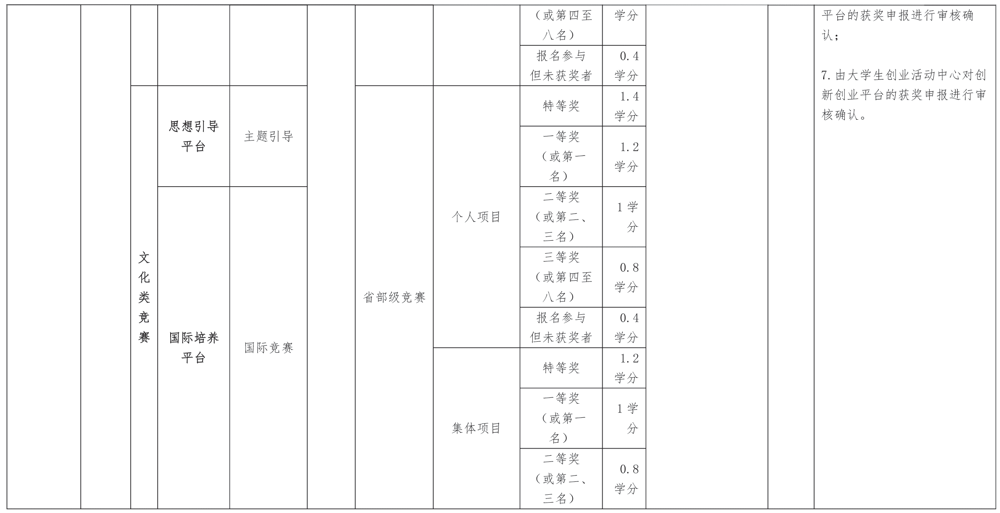 （或第四至
八名）
学分
平台的获奖申报进行审核确
认；
报名参与
但未获奖者
0.4
学分
7.由大学生创业活动中心对创
新创业平台的获奖申报进行审
核确认。
文
化
类
竞
赛
思想引导
平台
主题引导
省部级竞赛
个人项目
特等奖
1.4
学分
一等奖
（或第一
名）
1.2
学分
国际培养
平台
国际竞赛
二等奖
（或第二、
三名）
1 学
分
三等奖
（或第四至
八名）
0.8
学分
报名参与
但未获奖者
0.4
学分
集体项目
特等奖
1.2
学分
一等奖
（或第一
名）
1 学
分
二等奖
（或第二、
三名）
0.8
学分